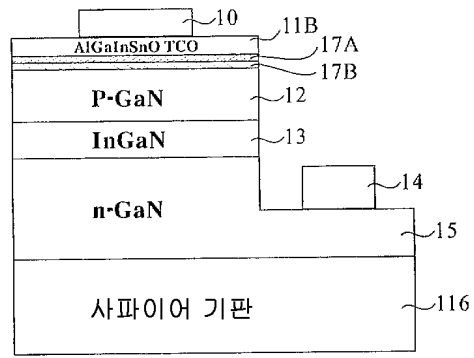 10
11B
AlGaInSnO TCO
17A
17B
P-GaN
12
InGaN
13
14
n-GaN
15
사파이어 기판
116